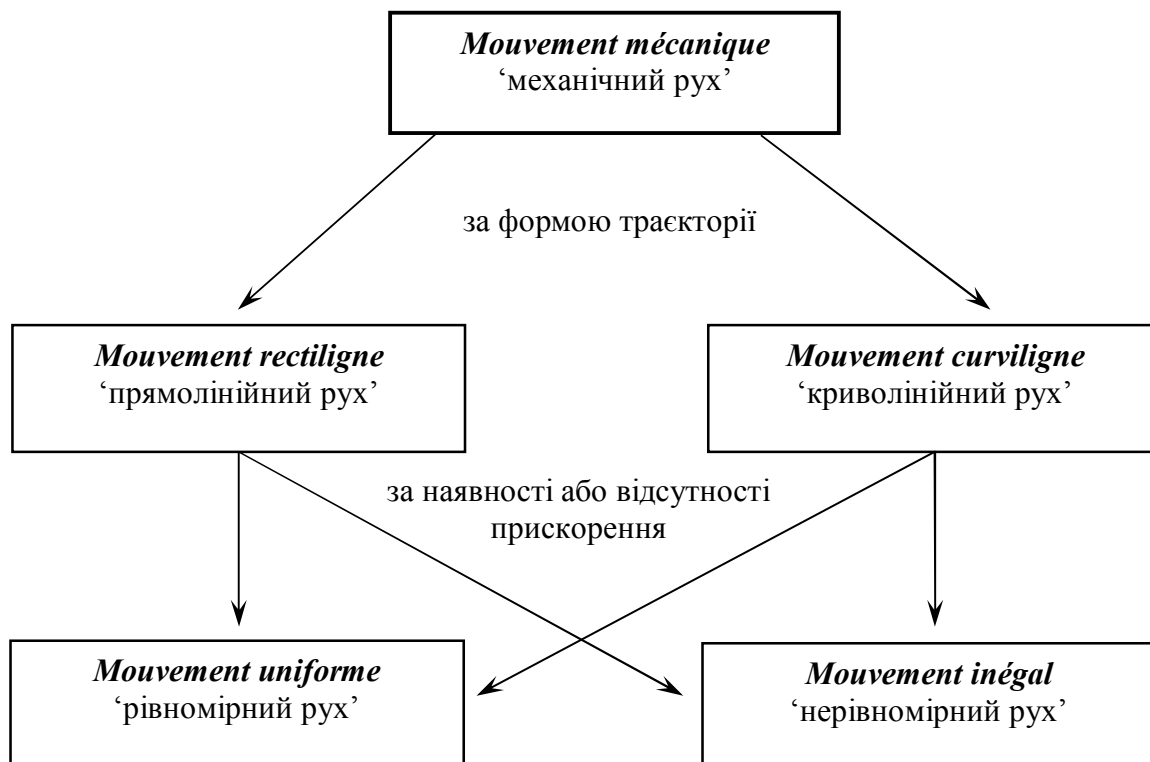 Mouvement mécanique
‘механічний рух’
за формою траєкторії
Mouvement rectiligne
‘прямолінійний рух’
Mouvement curviligne
‘криволінійний рух’
за наявності або відсутності
прискорення
Mouvement uniforme
‘рівномірний рух’
Mouvement inégal
‘нерівномірний рух’